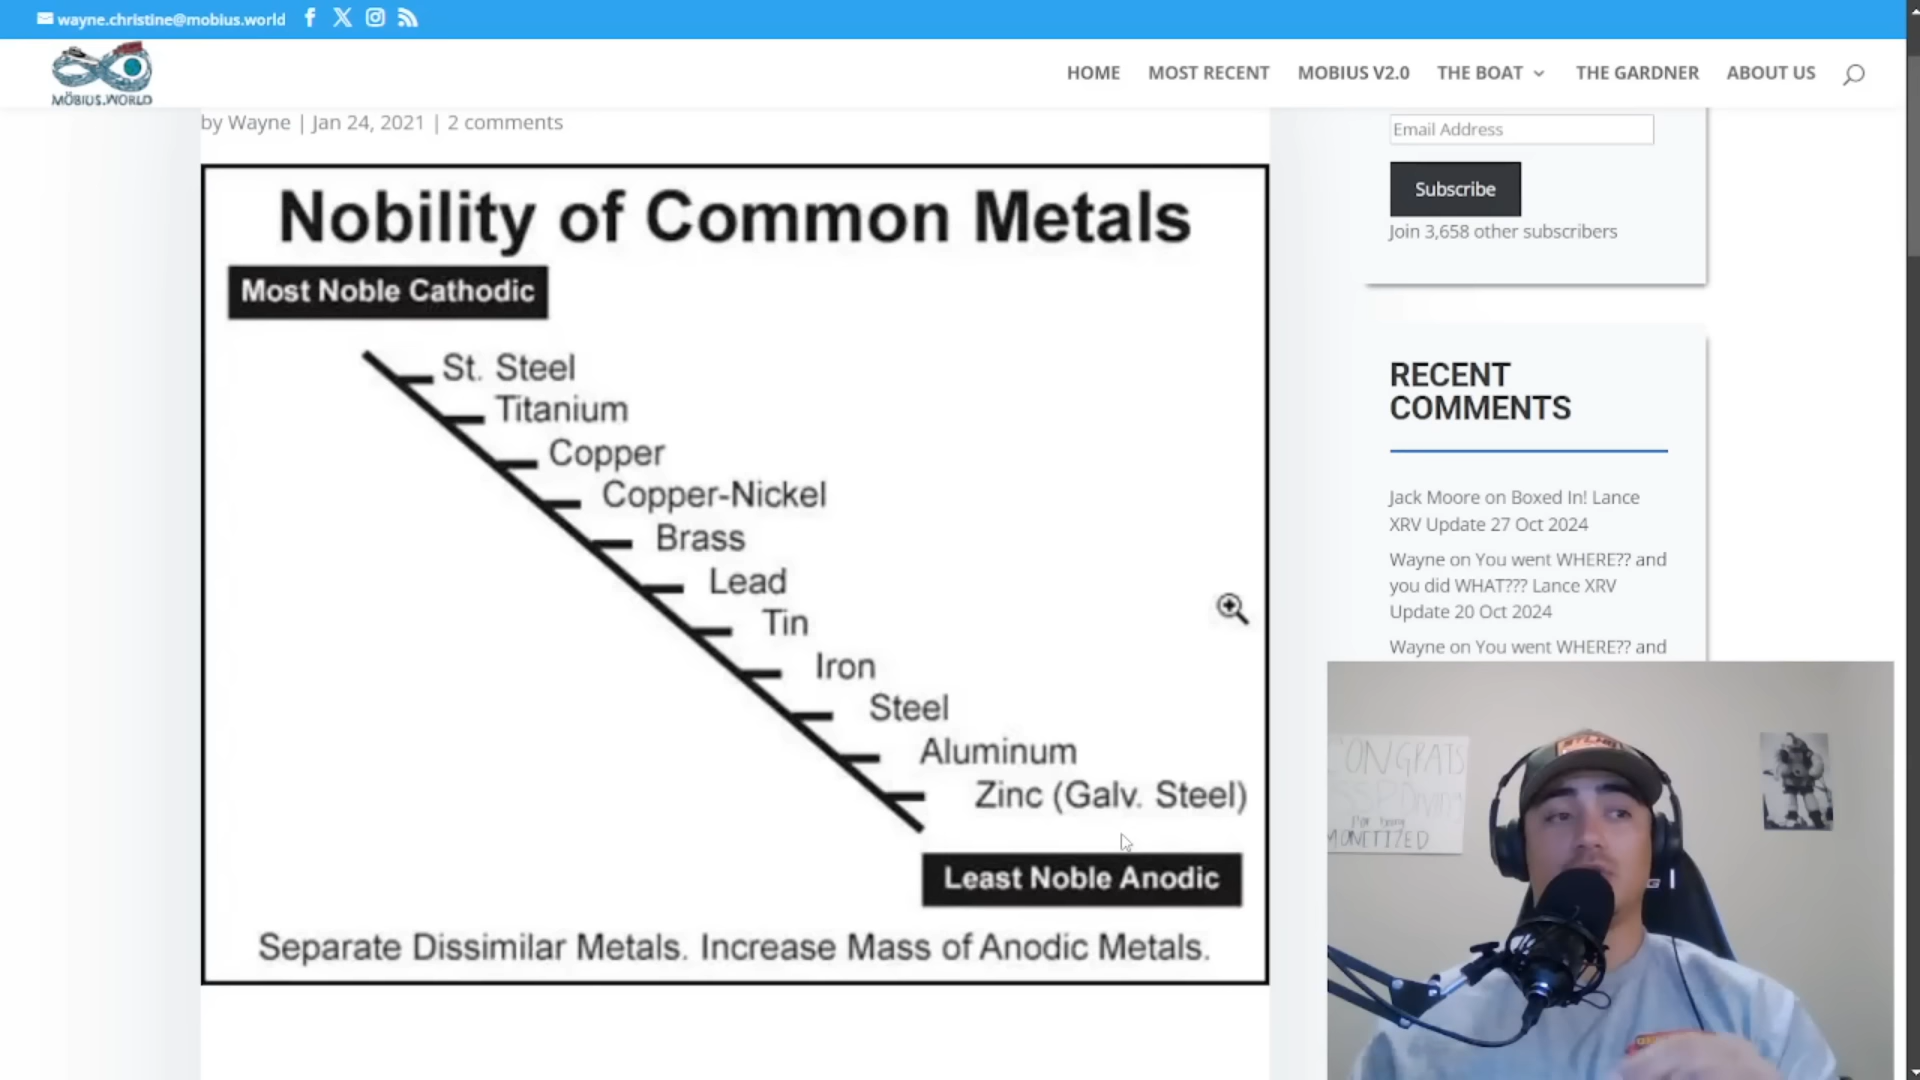 wayne.christine@mobius.world
MÖBIUS.WORLD
HOME MOST RECENT MOBIUS V2.0 THE BOAT THE GARDNER ABOUT US
by Wayne | Jan 24, 2021 | 2 comments
Nobility of Common Metals
Most Noble Cathodic
St. Steel
Titanium
Copper
Copper-Nickel
Brass
Lead
Tin
Iron
Steel
Aluminum
Zinc (Galv. Steel)
Least Noble Anodic
Separate Dissimilar Metals. Increase Mass of Anodic Metals.
Email Address
Subscribe
Join 3,658 other subscribers
RECENT
COMMENTS
Jack Moore on Boxed In! Lance
XRV Update 27 Oct 2024
Wayne on You went WHERE?? and
you did WHAT??? Lance XRV
Update 20 Oct 2024
Wayne on You went WHERE?? and
CONGRATS
SSP Diving
For being
MONETIZED